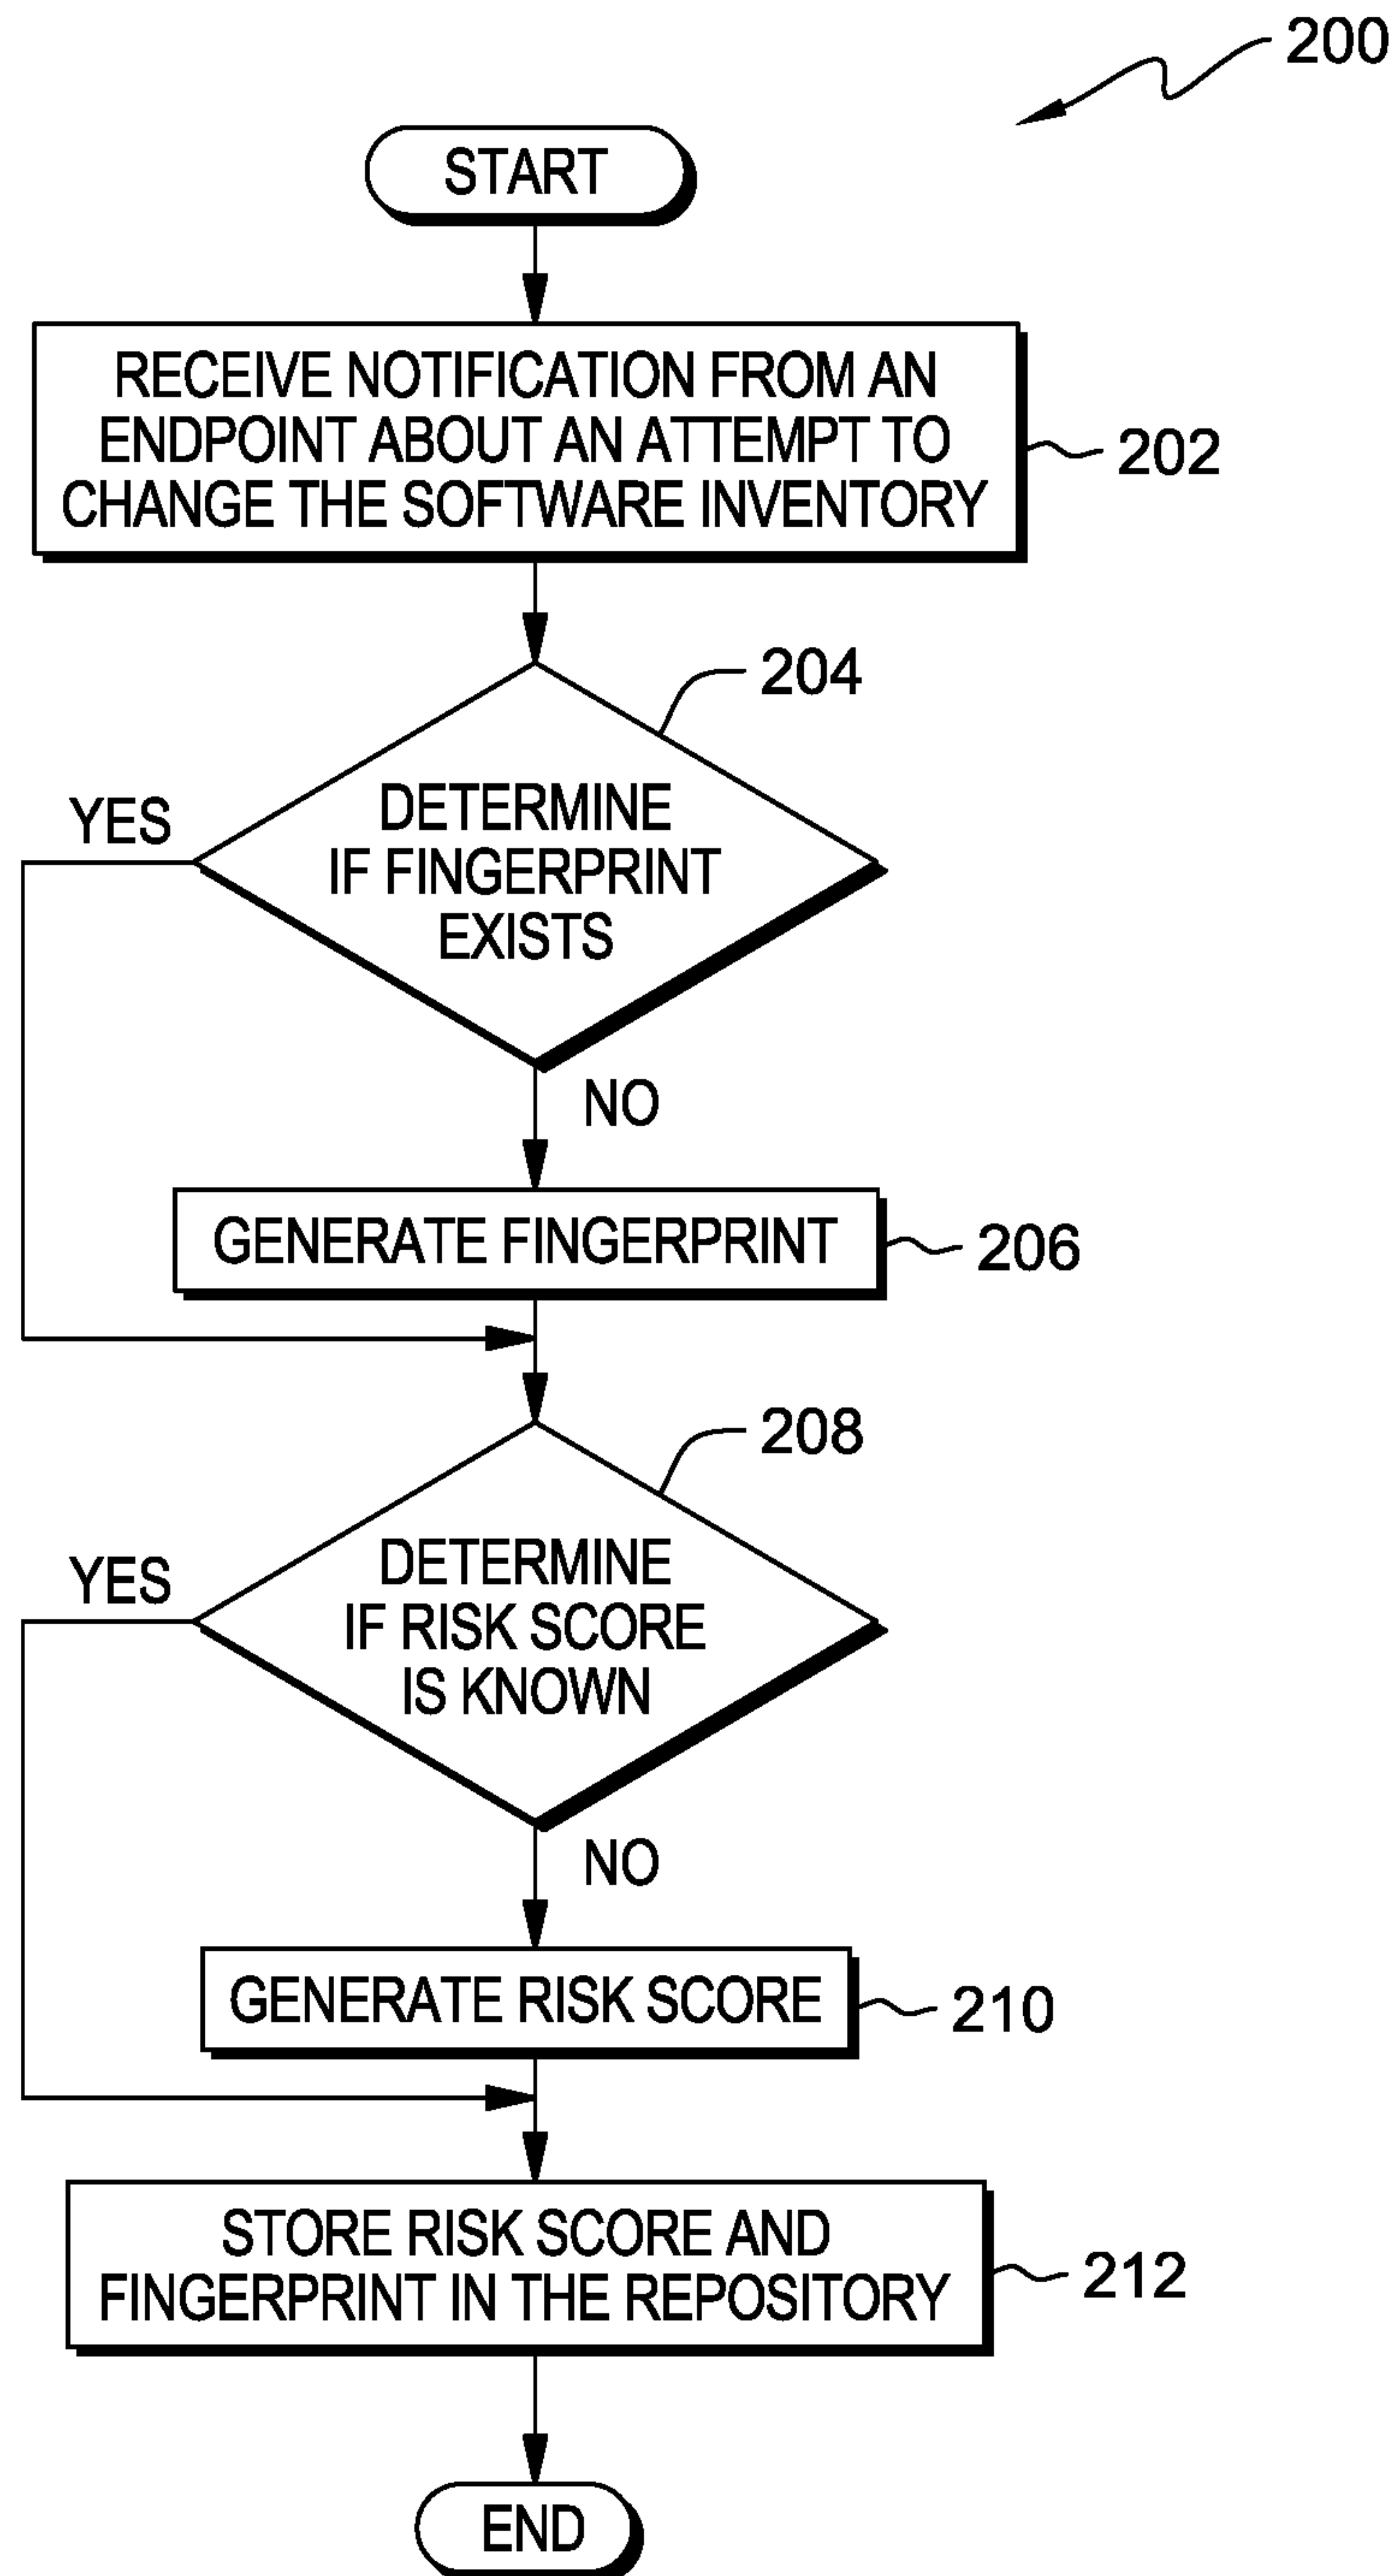 200
START
RECEIVE NOTIFICATION FROM AN
ENDPOINT ABOUT AN ATTEMPT TO
CHANGE THE SOFTWARE INVENTORY
202
204
DETERMINE
IF FINGERPRINT
EXISTS
YES
NO
GENERATE FINGERPRINT
206
208
DETERMINE
IF RISK SCORE
IS KNOWN
YES
NO
GENERATE RISK SCORE
210
STORE RISK SCORE AND
FINGERPRINT IN THE REPOSITORY
212
END